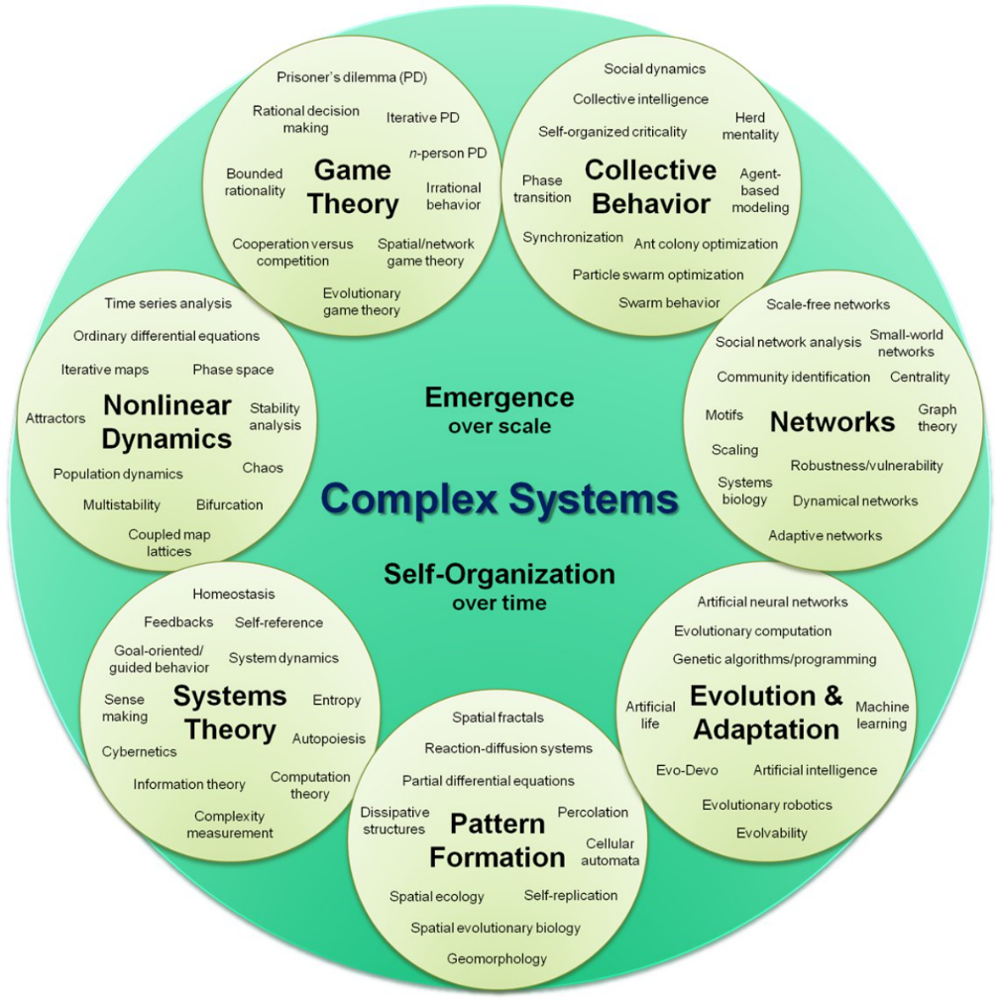 Prisoner's dilemma (PD)
Rational decision
making
Iterative PD
n-person PD
Game
Theory
Bounded
rationality
Irrational
behavior
Cooperation versus
competition
Spatial/network
game theory
Evolutionary
game theory
Social dynamics
Collective intelligence
Self-organized criticality
Herd
mentality
Collective
Behavior
Phase
transition
Agent-
based
modeling
Synchronization
Ant colony optimization
Particle swarm optimization
Swarm behavior
Time series analysis
Ordinary differential equations
Iterative maps
Phase space
Attractors
Nonlinear
Dynamics
Stability
analysis
Population dynamics
Chaos
Multistability
Bifurcation
Coupled map
lattices
Emergence
over scale
Complex Systems
Self-Organization
over time
Scale-free networks
Social network analysis
Small-world
networks
Community identification
Centrality
Motifs
Networks
Graph
theory
Scaling
Robustness/vulnerability
Systems
biology
Dynamical networks
Adaptive networks
Homeostasis
Feedbacks
Self-reference
Goal-oriented/
guided behavior
System dynamics
Sense
making
Systems
Theory
Entropy
Autopoiesis
Cybernetics
Information theory
Computation
theory
Complexity
measurement
Spatial fractals
Reaction-diffusion systems
Partial differential equations
Dissipative
structures
Pattern
Formation
Percolation
Cellular
automata
Spatial ecology
Self-replication
Spatial evolutionary biology
Geomorphology
Artificial neural networks
Evolutionary computation
Genetic algorithms/programming
Artificial
life
Evolution &
Adaptation
Machine
learning
Evo-Devo
Artificial intelligence
Evolutionary robotics
Evolvability